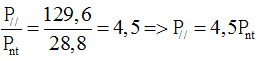 P// / Pnt = 129,6 / 28,8 = 4,5 => P// = 4,5Pnt